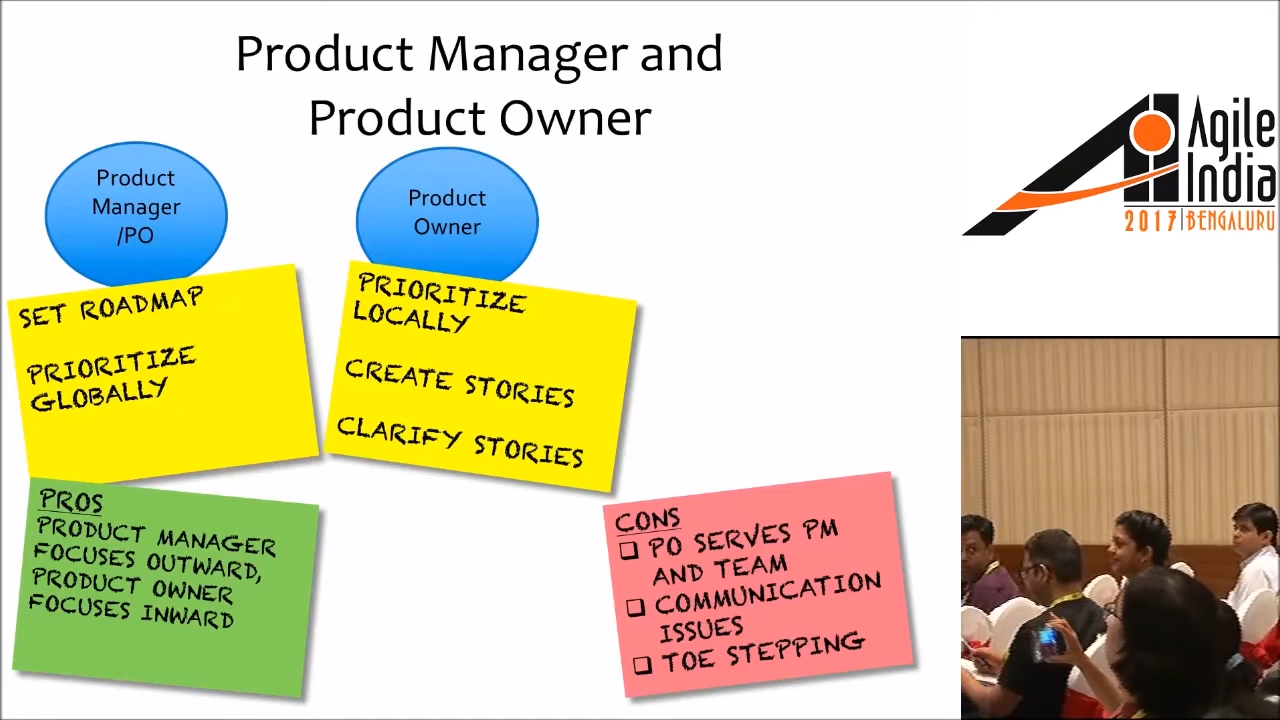 Product Manager and
Product Owner
Product
Manager
/PO
Product
Owner
SET ROADMAP
PRIORITIZE
GLOBALLY
PRIORITIZE
LOCALLY
CREATE STORIES
CLARIFY STORIES
PROS
PRODUCT MANAGER
FOCUSES OUTWARD,
PRODUCT OWNER
FOCUSES INWARD
CONS
❑ PO SERVES PM
AND TEAM
❑ COMMUNICATION
ISSUES
❑ TOE STEPPING
Agile
India
2017|BENGALURU